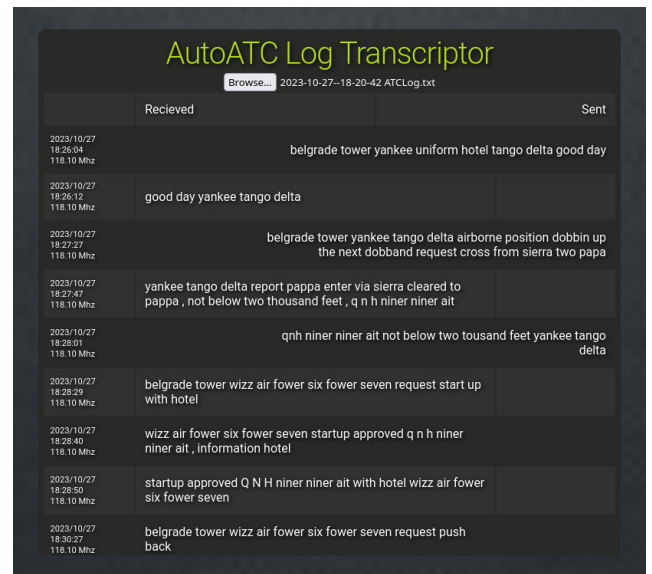 AutoATC Log Transcriptor
Browse... 2023-10-27--18-20-42 ATCLog.txt
Recieved Sent
2023/10/27
18:26:04
118.10 Mhz
belgrade tower yankee uniform hotel tango delta good day
2023/10/27
18:26:12
118.10 Mhz
good day yankee tango delta
2023/10/27
18:27:27
118.10 Mhz
belgrade tower yankee tango delta airborne position dobbin up
the next dobband request cross from sierra two papa
2023/10/27
18:27:47
118.10 Mhz
yankee tango delta report pappa enter via sierra cleared to
pappa , not below two thousand feet , q n h niner niner ait
2023/10/27
18:28:01
118.10 Mhz
qnh niner niner ait not below two tousand feet yankee tango
delta
2023/10/27
18:28:29
118.10 Mhz
belgrade tower wizz air fower six fower seven request start up
with hotel
2023/10/27
18:28:40
118.10 Mhz
wizz air fower six fower seven startup approved q n h niner
niner ait , information hotel
2023/10/27
18:28:50
118.10 Mhz
startup approved Q N H niner niner ait with hotel wizz air fower
six fower seven
2023/10/27
18:30:27
118.10 Mhz
belgrade tower wizz air fower six fower seven request push
back